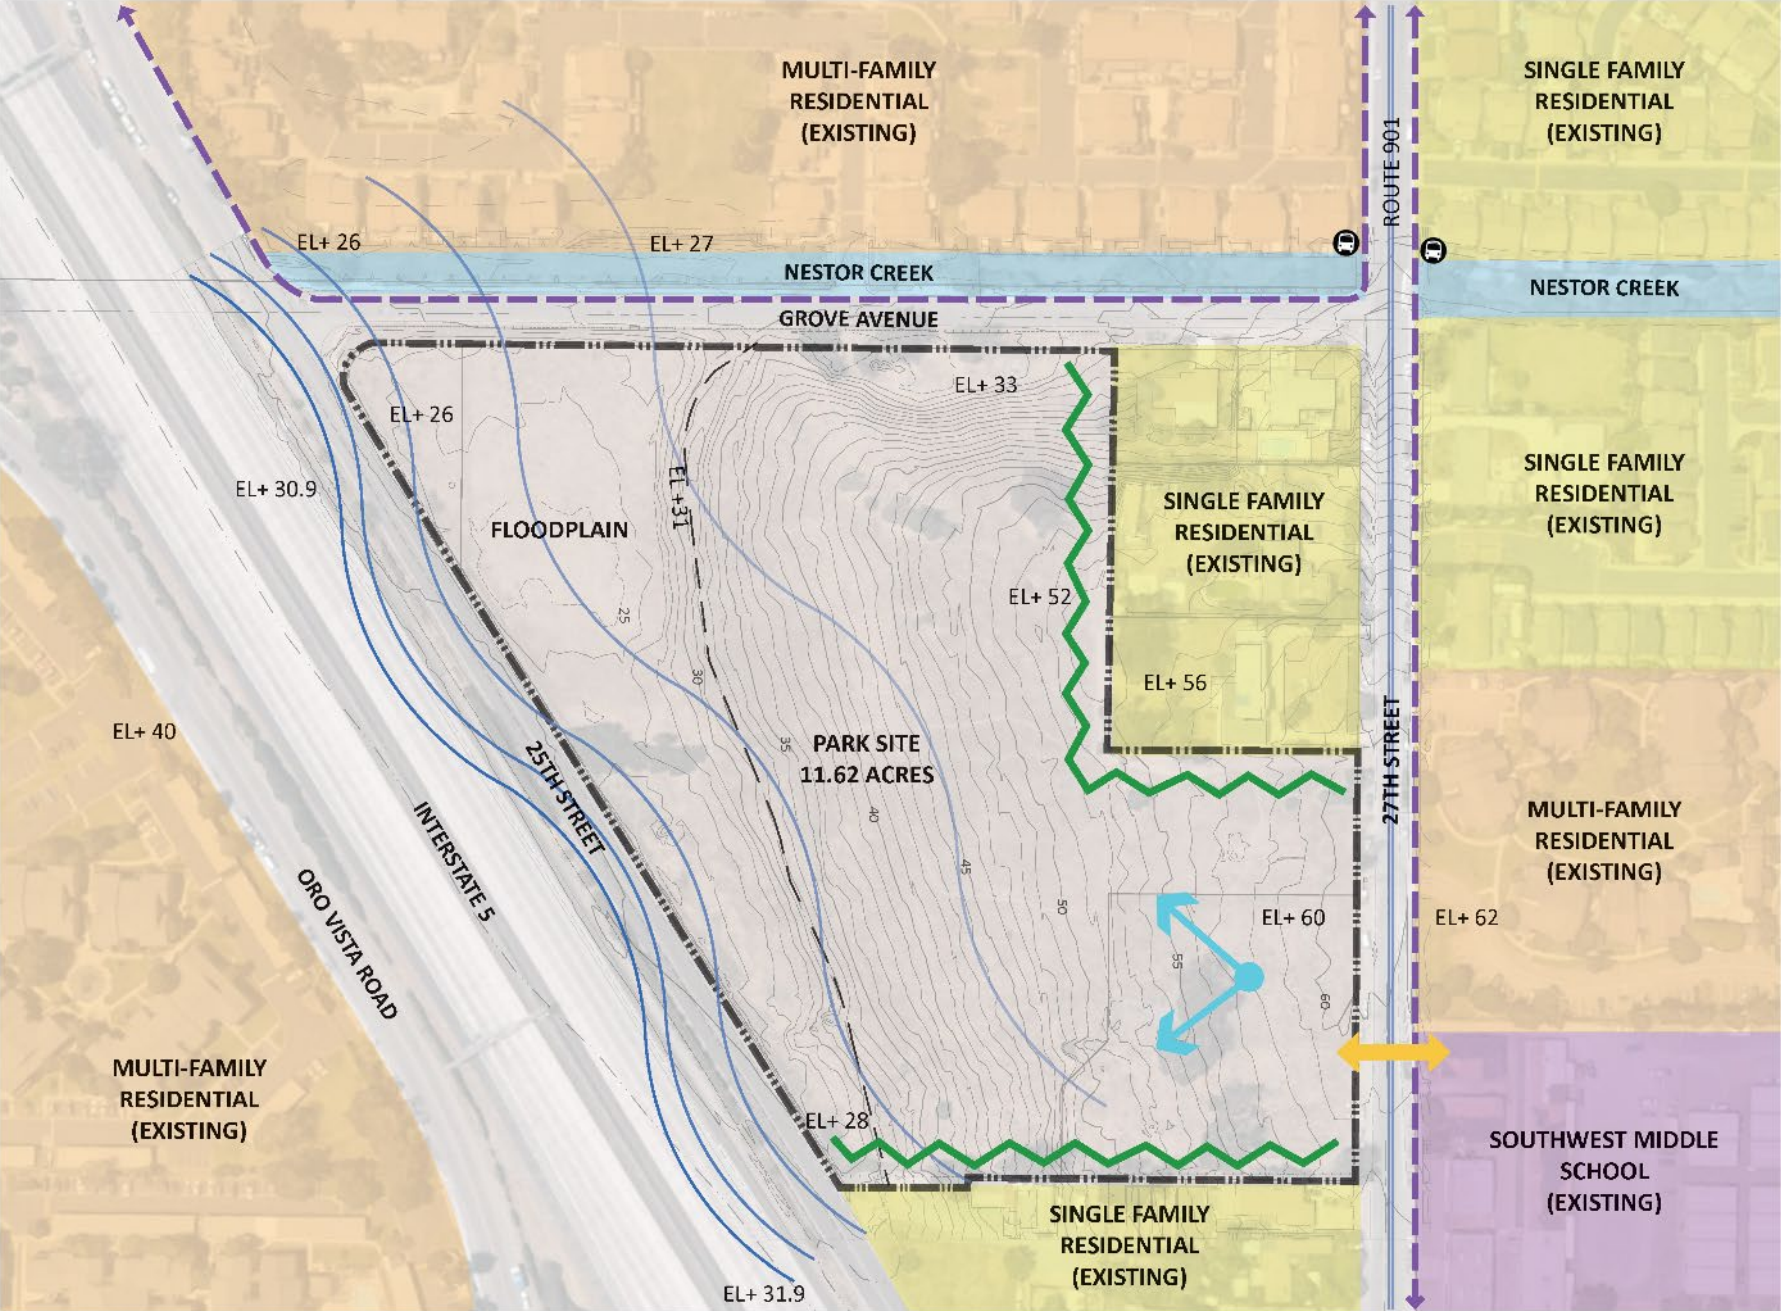 MULTI-FAMILY
RESIDENTIAL
(EXISTING)
SINGLE FAMILY
RESIDENTIAL
(EXISTING)
ROUTE 901
EL+ 26
EL+ 27
NESTOR CREEK
NESTOR CREEK
GROVE AVENUE
EL+ 33
EL+ 26
EL+ 30.9
EL +31
FLOODPLAIN
SINGLE FAMILY
RESIDENTIAL
(EXISTING)
SINGLE FAMILY
RESIDENTIAL
(EXISTING)
EL+ 52
25
30
EL+ 56
EL+ 40
35
PARK SITE
11.62 ACRES
25TH STREET
27TH STREET
40
45
50
MULTI-FAMILY
RESIDENTIAL
(EXISTING)
INTERSTATE 5
ORO VISTA ROAD
EL+ 60
EL+ 62
55
60
MULTI-FAMILY
RESIDENTIAL
(EXISTING)
EL+ 28
SOUTHWEST MIDDLE
SCHOOL
(EXISTING)
SINGLE FAMILY
RESIDENTIAL
(EXISTING)
EL+ 31.9